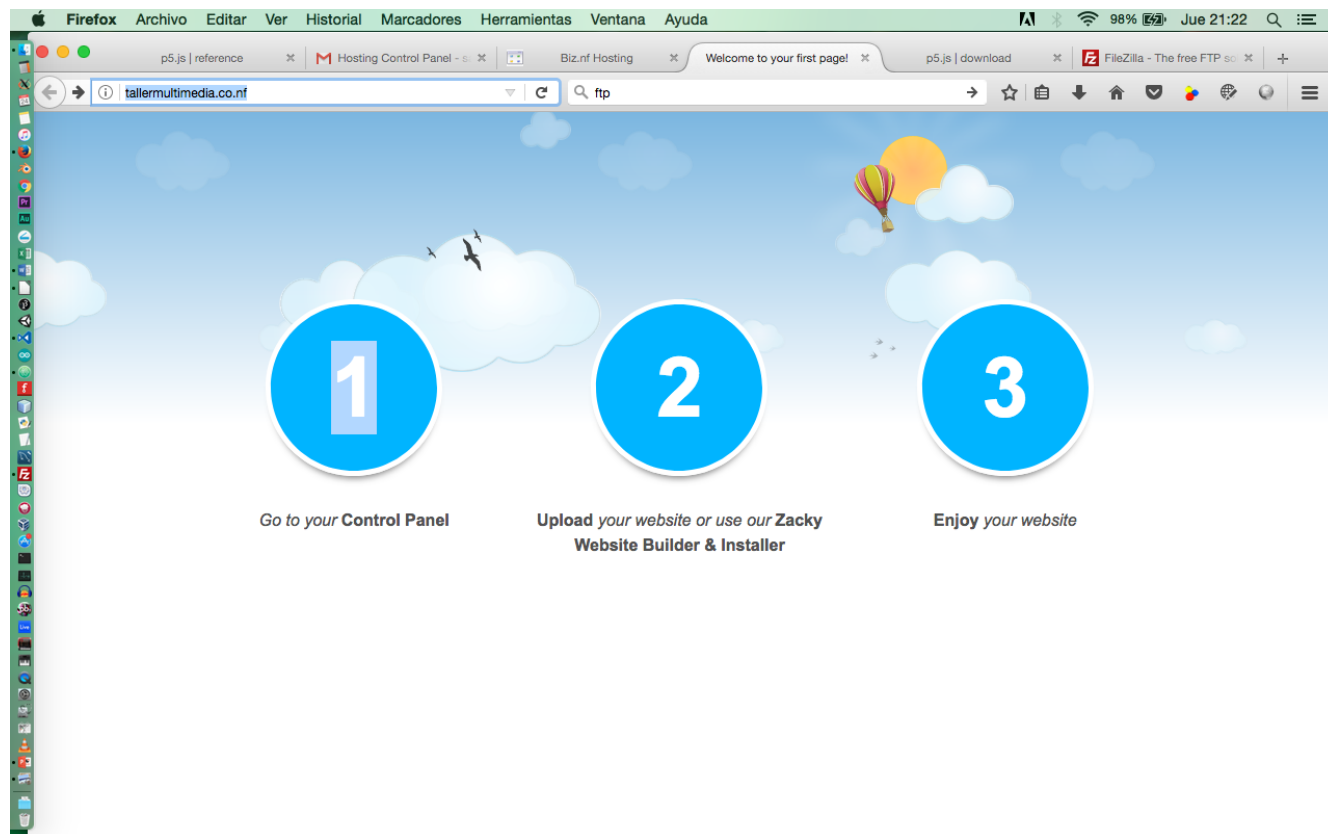 Firefox Archivo Editar Ver Historial Marcadores Herramientas Ventana Ayuda 98% Jue 21:22
p5.js | reference Hosting Control Panel - s Biz.nf Hosting Welcome to your first page! p5.js | download FileZilla - The free FTP so
tallermultimedia.co.nf ftp
1 2 3
Go to your Control Panel Upload your website or use our Zacky Enjoy your website
Website Builder & Installer